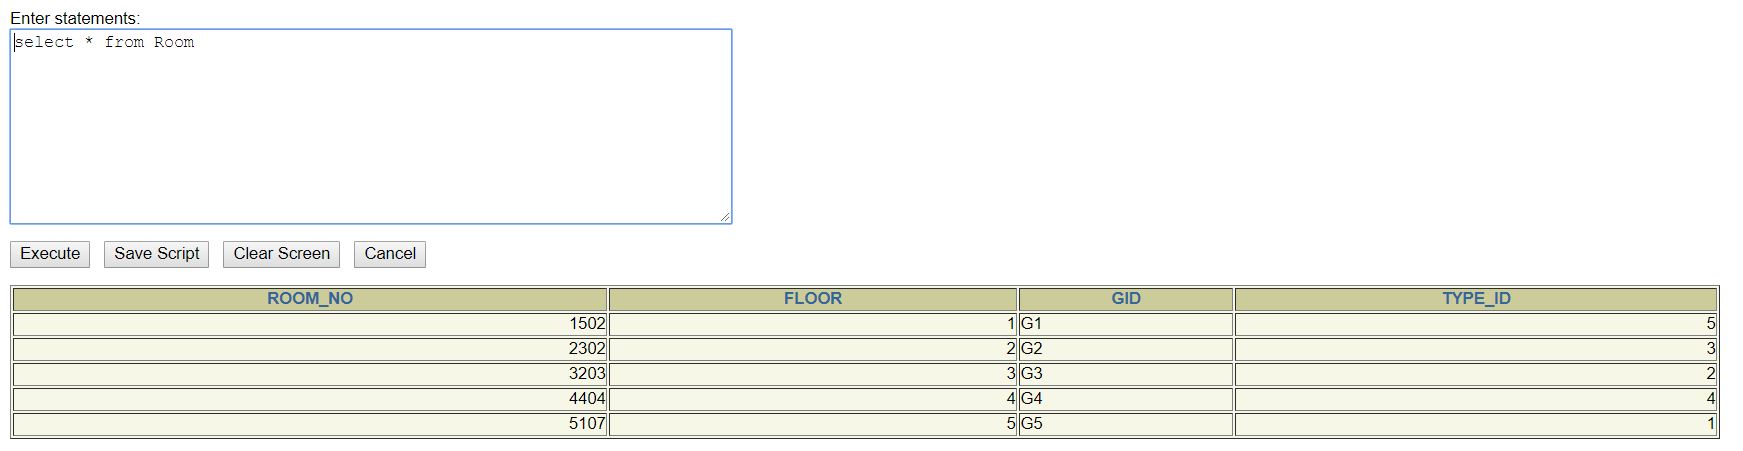 Enter statements:
select * from Room
Execute Save Script Clear Screen Cancel
ROOM_NO FLOOR GID TYPE_ID
1502 1 G1 5
2302 2 G2 3
3203 3 G3 2
4404 4 G4 4
5107 5 G5 1